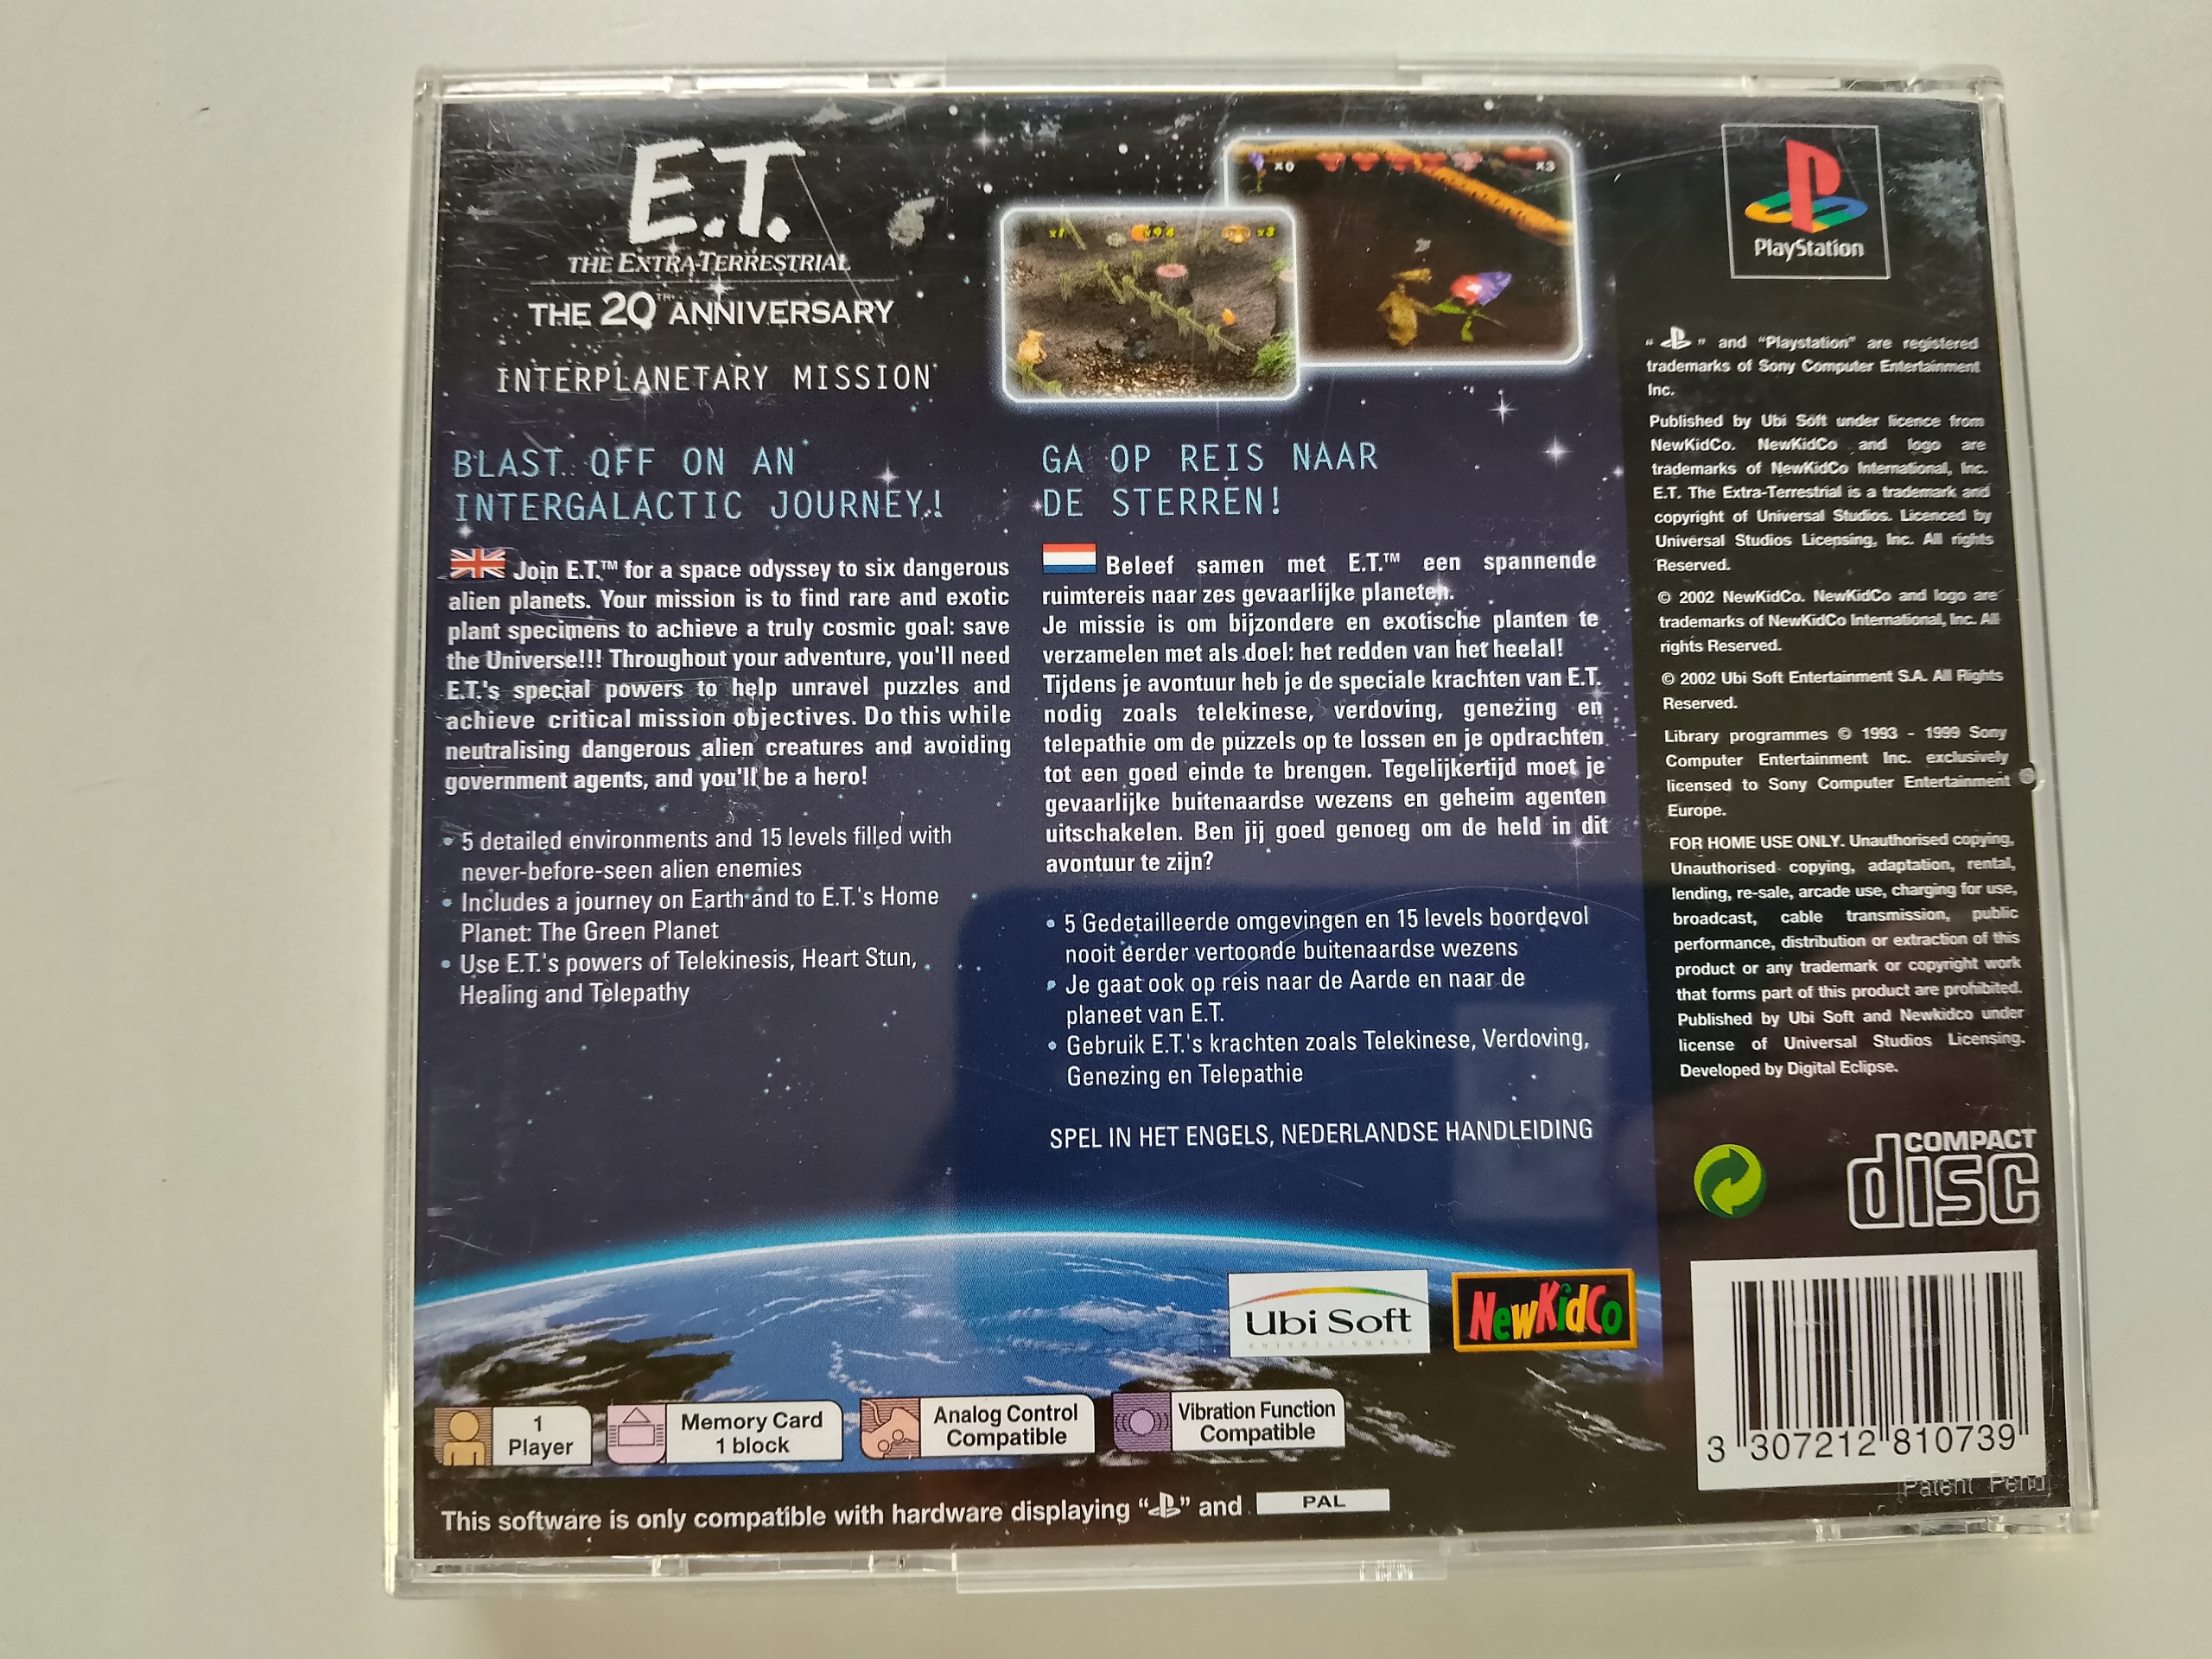 E.T.
THE EXTRA-TERRESTRIAL
THE 20TH ANNIVERSARY
INTERPLANETARY MISSION
BLAST OFF ON AN
INTERGALACTIC JOURNEY!
Join E.T.™ for a space odyssey to six dangerous
alien planets. Your mission is to find rare and exotic
plant specimens to achieve a truly cosmic goal: save
the Universe!!! Throughout your adventure, you'll need
E.T.'s special powers to help unravel puzzles and
achieve critical mission objectives. Do this while
neutralising dangerous alien creatures and avoiding
government agents, and you'll be a hero!
• 5 detailed environments and 15 levels filled with
never-before-seen alien enemies
• Includes a journey on Earth and to E.T.'s Home
Planet: The Green Planet
• Use E.T.'s powers of Telekinesis, Heart Stun,
Healing and Telepathy
x1 x94 x3
x0 x3
GA OP REIS NAAR
DE STERREN!
Beleef samen met E.T.™ een spannende
ruimtereis naar zes gevaarlijke planeten.
Je missie is om bijzondere en exotische planten te
verzamelen met als doel: het redden van het heelal!
Tijdens je avontuur heb je de speciale krachten van E.T.
nodig zoals telekinese, verdoving, genezing en
telepathie om de puzzels op te lossen en je opdrachten
tot een goed einde te brengen. Tegelijkertijd moet je
gevaarlijke buitenaardse wezens en geheim agenten
uitschakelen. Ben jij goed genoeg om de held in dit
avontuur te zijn?
• 5 Gedetailleerde omgevingen en 15 levels boordevol
nooit eerder vertoonde buitenaardse wezens
• Je gaat ook op reis naar de Aarde en naar de
planeet van E.T.
• Gebruik E.T.'s krachten zoals Telekinese, Verdoving,
Genezing en Telepathie
SPEL IN HET ENGELS, NEDERLANDSE HANDLEIDING
PlayStation
" " and "Playstation" are registered
trademarks of Sony Computer Entertainment
Inc.
Published by Ubi Soft under licence from
NewKidCo. NewKidCo and logo are
trademarks of NewKidCo International, Inc.
E.T. The Extra-Terrestrial is a trademark and
copyright of Universal Studios. Licenced by
Universal Studios Licensing, Inc. All rights
Reserved.
© 2002 NewKidCo. NewKidCo and logo are
trademarks of NewKidCo International, Inc. All
rights Reserved.
© 2002 Ubi Soft Entertainment S.A. All Rights
Reserved.
Library programmes © 1993 - 1999 Sony
Computer Entertainment Inc. exclusively
licensed to Sony Computer Entertainment
Europe.
FOR HOME USE ONLY. Unauthorised copying,
Unauthorised copying, adaptation, rental,
lending, re-sale, arcade use, charging for use,
broadcast, cable transmission, public
performance, distribution or extraction of this
product or any trademark or copyright work
that forms part of this product are prohibited.
Published by Ubi Soft and Newkidco under
license of Universal Studios Licensing.
Developed by Digital Eclipse.
COMPACT
disc
Ubi Soft
ENTERTAINMENT
NewKidCo
1
Player
Memory Card
1 block
Analog Control
Compatible
Vibration Function
Compatible
3 307212 810739
Patent Pend
This software is only compatible with hardware displaying " " and PAL